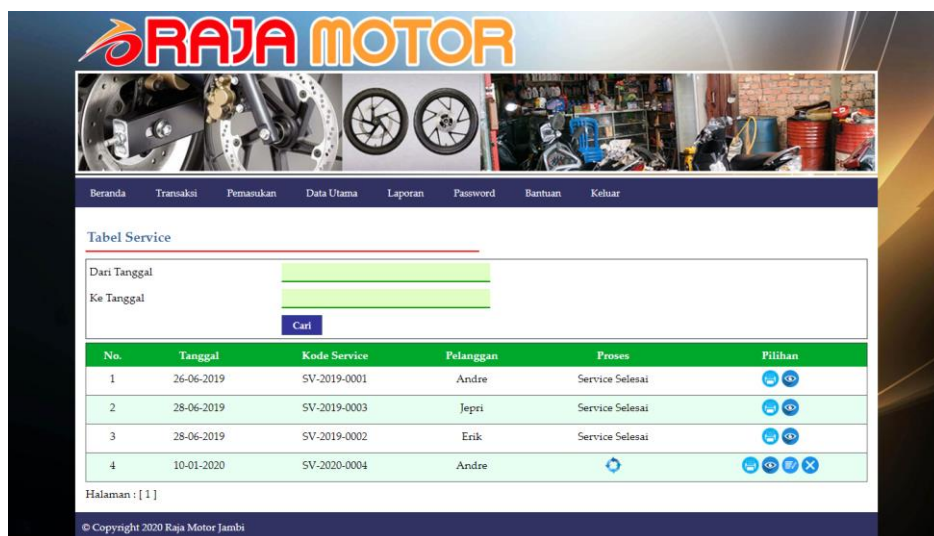 RAJA MOTOR
Beranda Transaksi Pemasukan Data Utama Laporan Password Bantuan Keluar
Tabel Service
Dari Tanggal
Ke Tanggal
Cari
No. Tanggal Kode Service Pelanggan Proses Pilihan
1 26-06-2019 SV-2019-0001 Andre Service Selesai
2 28-06-2019 SV-2019-0003 Jepri Service Selesai
3 28-06-2019 SV-2019-0002 Erik Service Selesai
4 10-01-2020 SV-2020-0004 Andre
Halaman : [ 1 ]
© Copyright 2020 Raja Motor Jambi